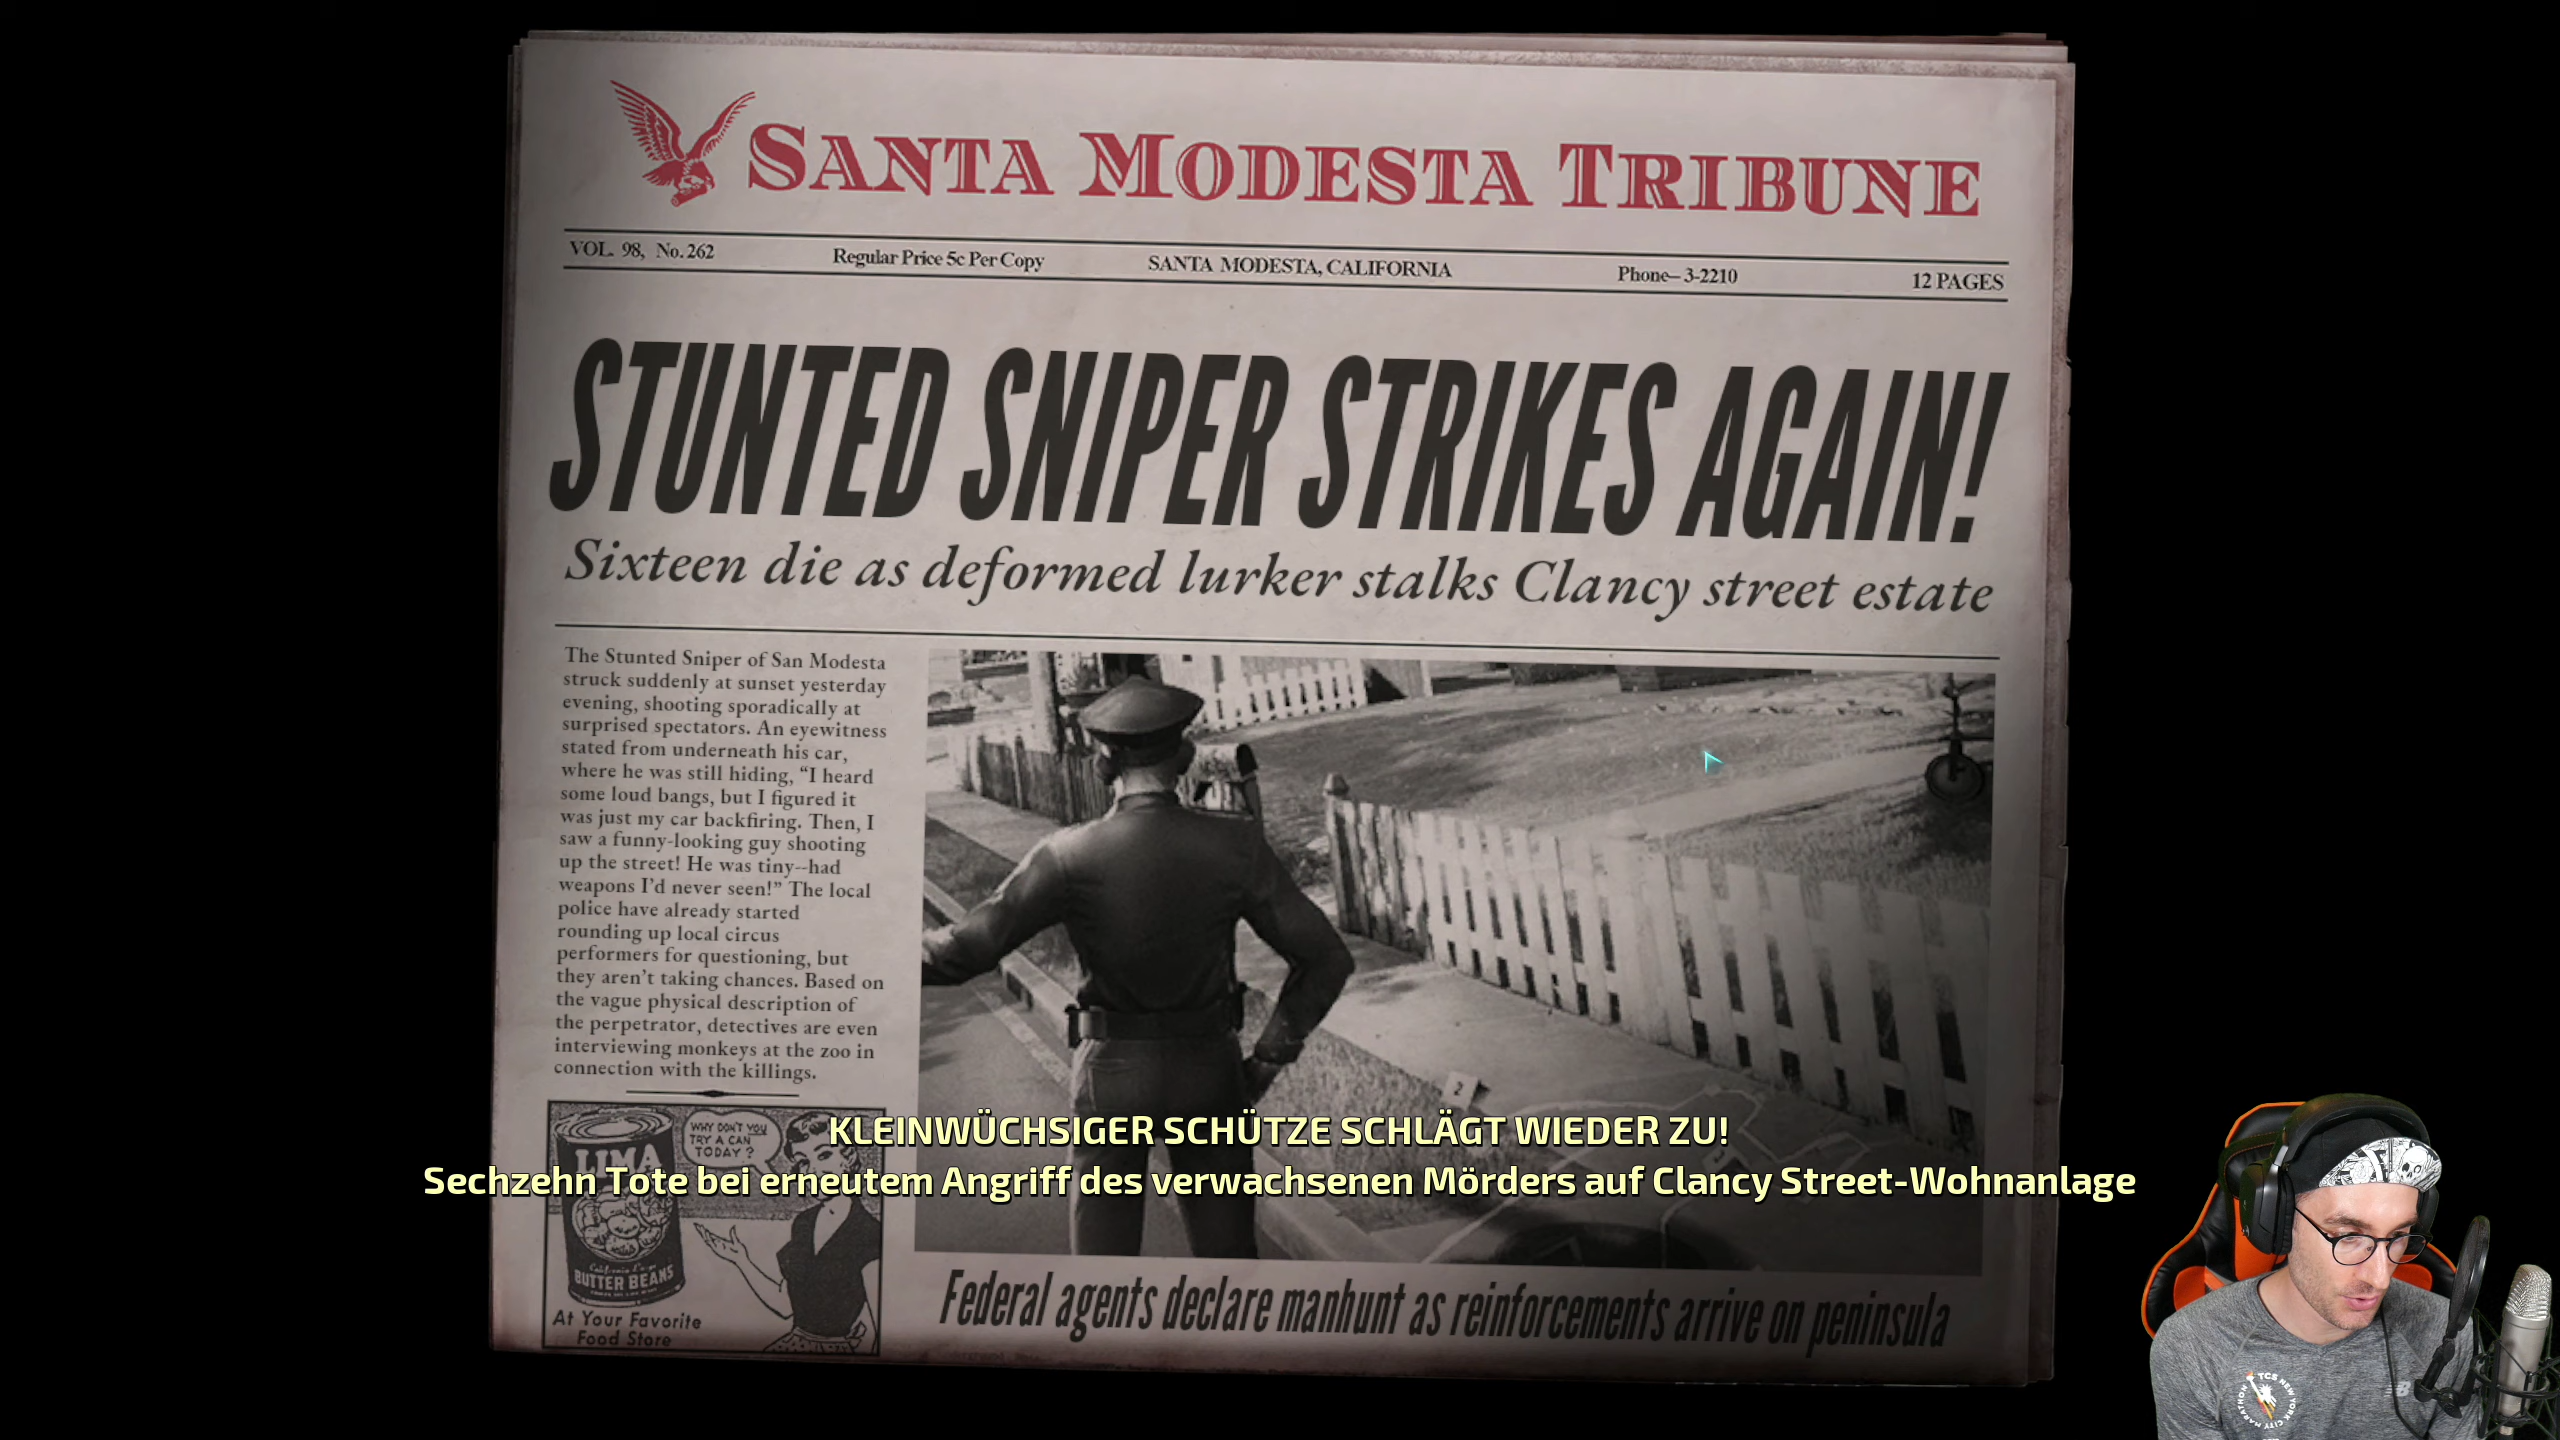 SANTA MODESTA TRIBUNE
VOL. 98, No. 262
Regular Price 5c Per Copy
SANTA MODESTA, CALIFORNIA
Phone— 3-2210
12 PAGES
STUNTED SNIPER STRIKES AGAIN!
Sixteen die as deformed lurker stalks Clancy street estate
The Stunted Sniper of San Modesta
struck suddenly at sunset yesterday
evening, shooting sporadically at
surprised spectators. An eyewitness
stated from underneath his car,
where he was still hiding, “I heard
some loud bangs, but I figured it
was just my car backfiring. Then, I
saw a funny-looking guy shooting
up the street! He was tiny--had
weapons I’d never seen!” The local
police have already started
rounding up local circus
performers for questioning, but
they aren’t taking chances. Based on
the vague physical description of
the perpetrator, detectives are even
interviewing monkeys at the zoo in
connection with the killings.
WHY DON'T YOU
TRY A CAN
TODAY?
LIMA
BUTTER BEANS
At Your Favorite
Food Store
2
KLEINWÜCHSIGER SCHÜTZE SCHLÄGT WIEDER ZU!
Sechzehn Tote bei erneutem Angriff des verwachsenen Mörders auf Clancy Street-Wohnanlage
Federal agents declare manhunt as reinforcements arrive on peninsula
TCS NEW YORK CITY MARATHON